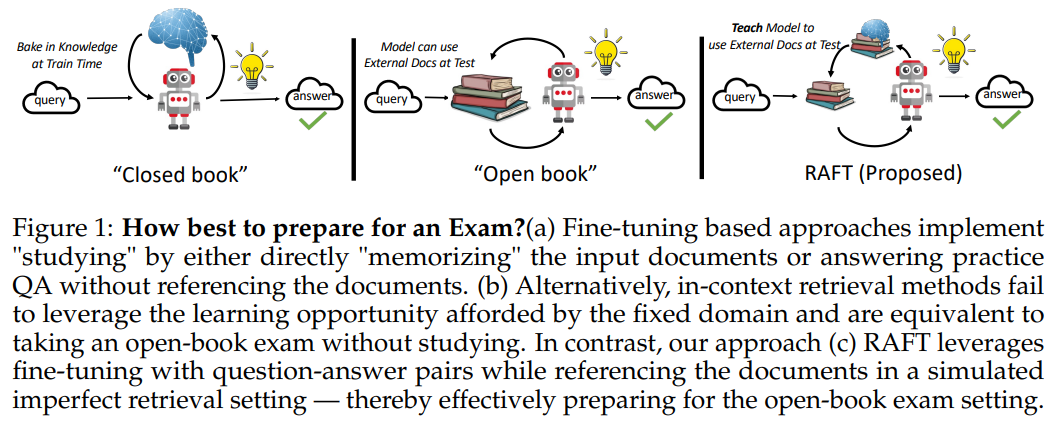 Bake in Knowledge
at Train Time
query
answer
"Closed book"
Model can use
External Docs at Test
query
answer
"Open book"
Teach Model to
use External Docs at Test
query
answer
RAFT (Proposed)
Figure 1: How best to prepare for an Exam?(a) Fine-tuning based approaches implement
"studying" by either directly "memorizing" the input documents or answering practice
QA without referencing the documents. (b) Alternatively, in-context retrieval methods fail
to leverage the learning opportunity afforded by the fixed domain and are equivalent to
taking an open-book exam without studying. In contrast, our approach (c) RAFT leverages
fine-tuning with question-answer pairs while referencing the documents in a simulated
imperfect retrieval setting — thereby effectively preparing for the open-book exam setting.